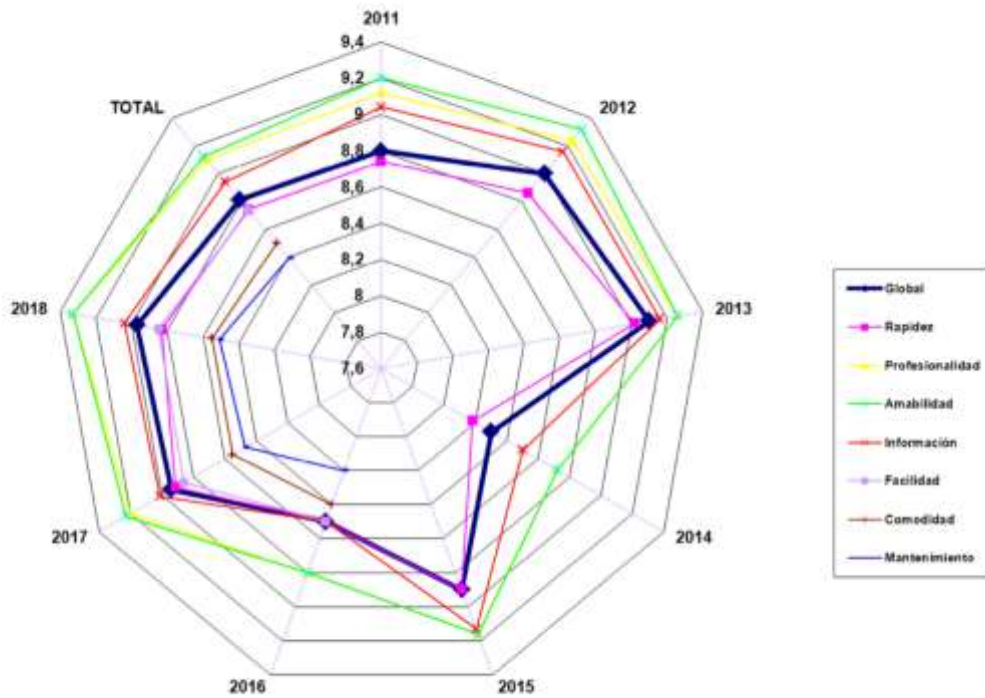 2011
9,4
9,2
9
8,8
8,6
8,4
8,2
8
7,8
7,6
TOTAL
2012
2018
2013
2017
2014
2016
2015
Global
Rapidez
Profesionalidad
Amabilidad
Información
Facilidad
Comodidad
Mantenimiento